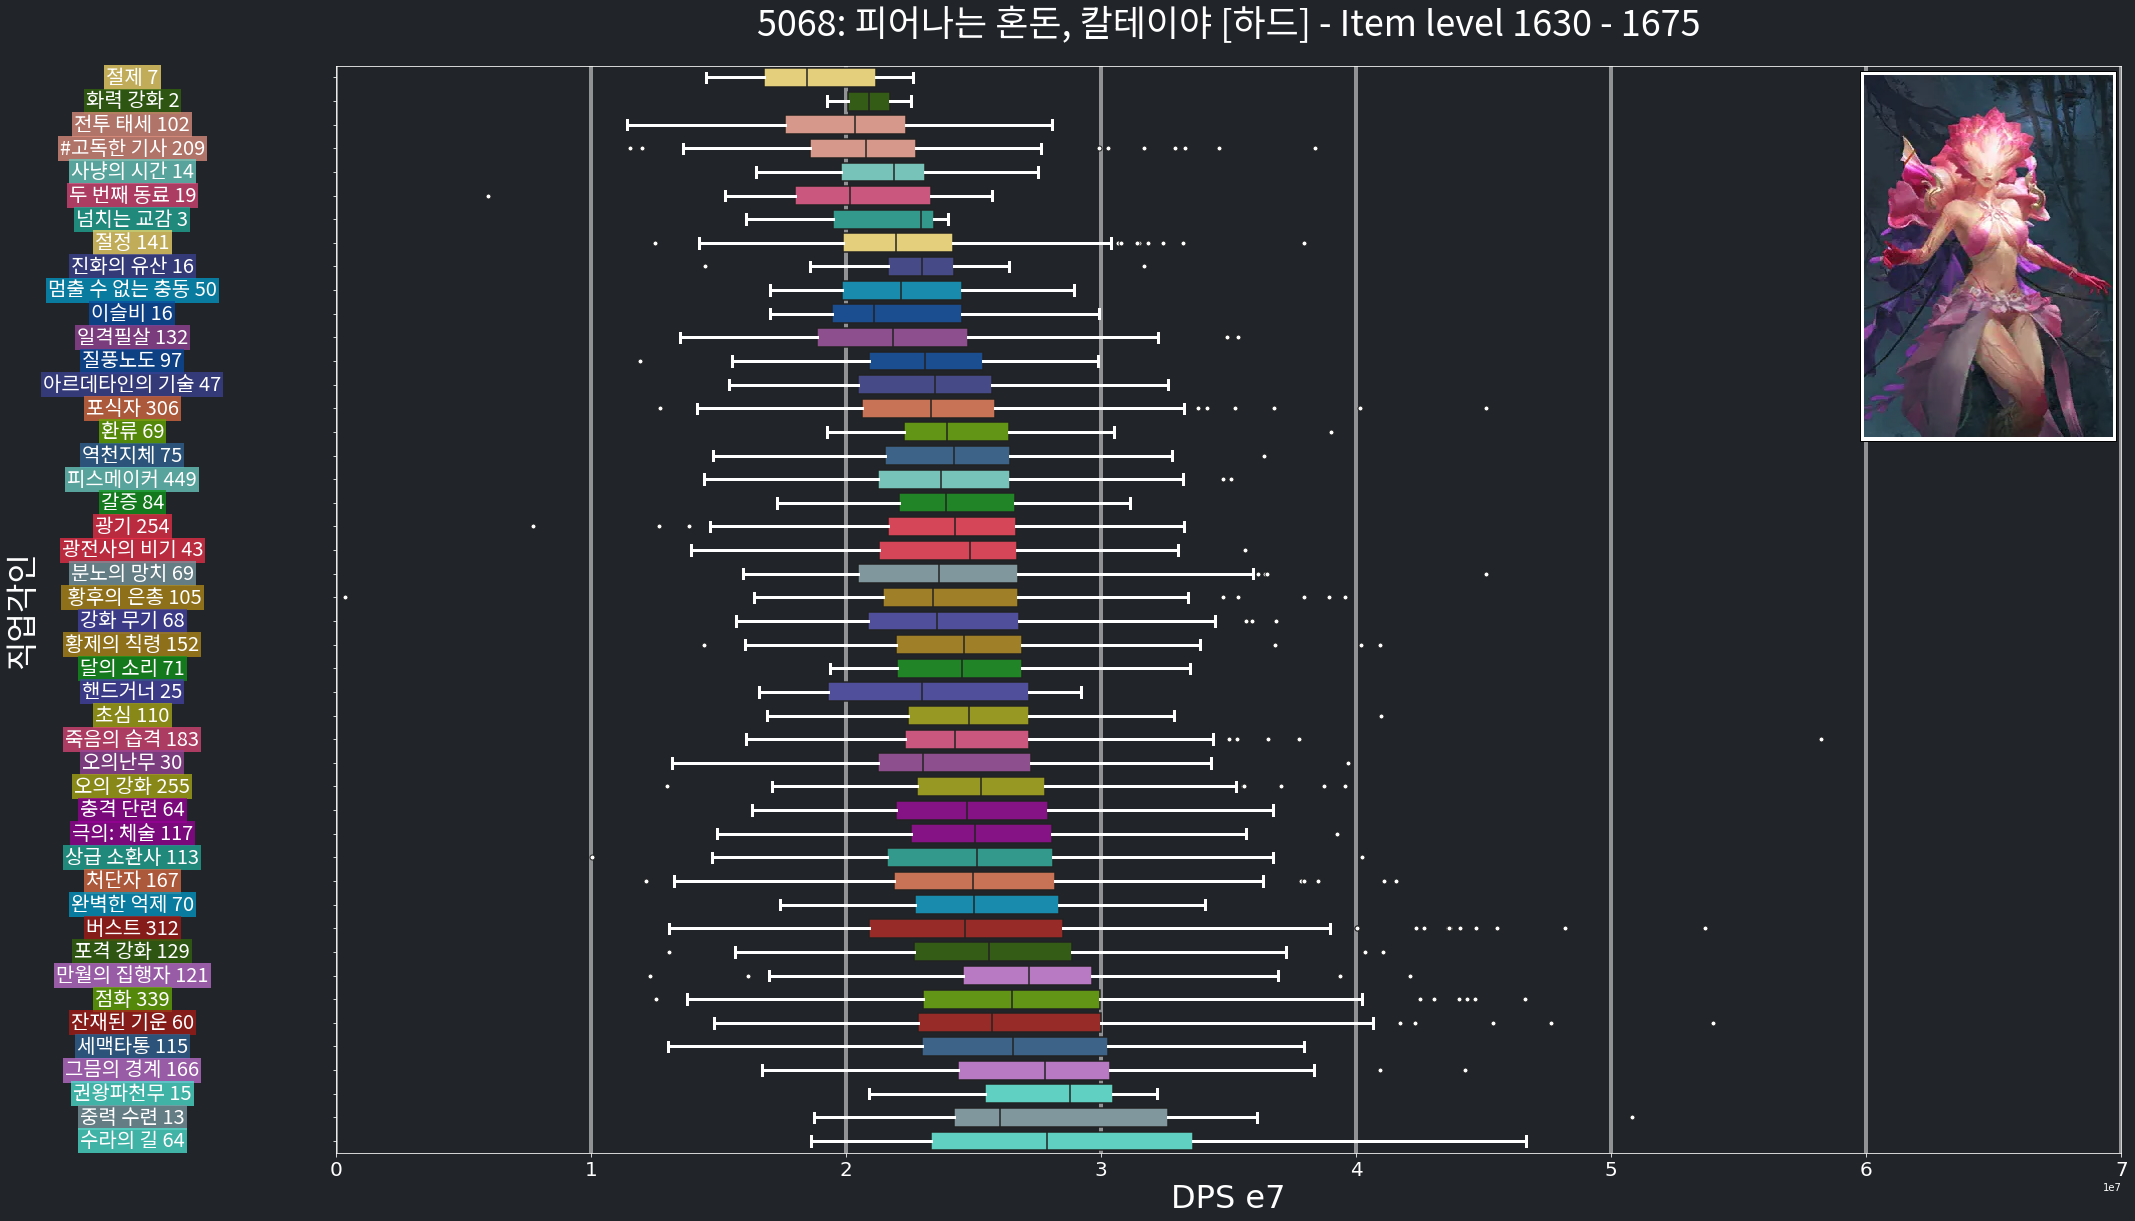 5068: 피어나는 혼돈, 칼테이야 [하드] - Item level 1630 - 1675
절제 7
화력 강화 2
전투 태세 102
#고독한 기사 209
사냥의 시간 14
두 번째 동료 19
넘치는 교감 3
절정 141
진화의 유산 16
멈출 수 없는 충동 50
이슬비 16
일격필살 132
질풍노도 97
아르데타인의 기술 47
포식자 306
환류 69
역천지체 75
피스메이커 449
갈증 84
광기 254
광전사의 비기 43
분노의 망치 69
황후의 은총 105
강화 무기 68
황제의 칙령 152
달의 소리 71
핸드거너 25
초심 110
죽음의 습격 183
오의난무 30
오의 강화 255
충격 단련 64
극의: 체술 117
상급 소환사 113
처단자 167
완벽한 억제 70
버스트 312
포격 강화 129
만월의 집행자 121
점화 339
잔재된 기운 60
세맥타통 115
그믐의 경계 166
권왕파천무 15
중력 수련 13
수라의 길 64
직업각인
0 1 2 3 4 5 6 7
1e7
DPS e7